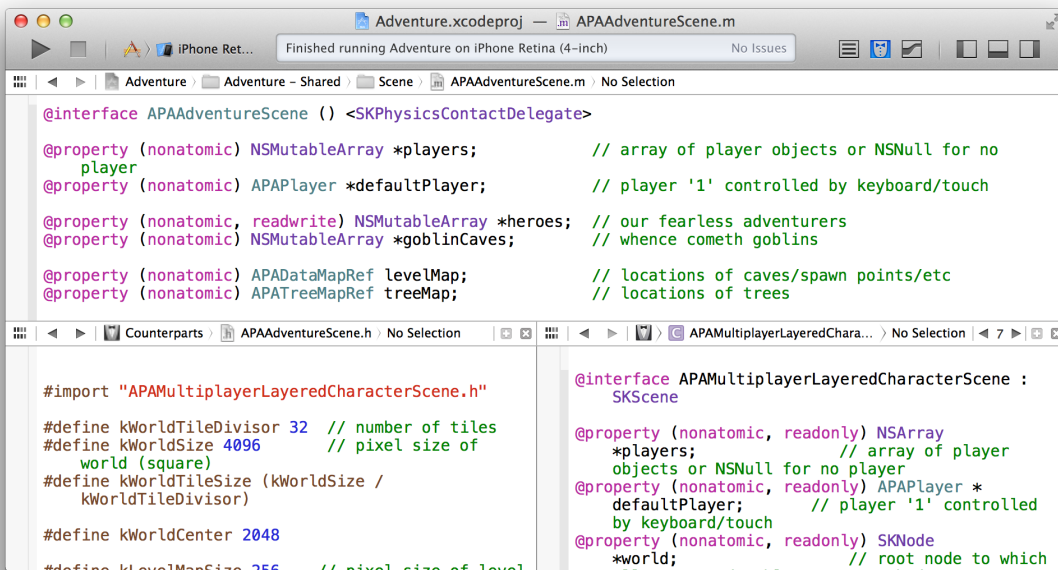 Adventure.xcodeproj — APAAdventureScene.m
iPhone Ret...
Finished running Adventure on iPhone Retina (4-inch) No Issues
Adventure Adventure – Shared Scene APAAdventureScene.m No Selection
@interface APAAdventureScene () <SKPhysicsContactDelegate>
@property (nonatomic) NSMutableArray *players; // array of player objects or NSNull for no
player
@property (nonatomic) APAPlayer *defaultPlayer; // player '1' controlled by keyboard/touch
@property (nonatomic, readwrite) NSMutableArray *heroes; // our fearless adventurers
@property (nonatomic) NSMutableArray *goblinCaves; // whence cometh goblins
@property (nonatomic) APADataMapRef levelMap; // locations of caves/spawn points/etc
@property (nonatomic) APATreeMapRef treeMap; // locations of trees
Counterparts APAAdventureScene.h No Selection
#import "APAMultiplayerLayeredCharacterScene.h"
#define kWorldTileDivisor 32 // number of tiles
#define kWorldSize 4096 // pixel size of
world (square)
#define kWorldTileSize (kWorldSize /
kWorldTileDivisor)
#define kWorldCenter 2048
#define kLevelMapSize 256 // pixel size of level
C APAMultiplayerLayeredChara... No Selection 7
@interface APAMultiplayerLayeredCharacterScene :
SKScene
@property (nonatomic, readonly) NSArray
*players; // array of player
objects or NSNull for no player
@property (nonatomic, readonly) APAPlayer *
defaultPlayer; // player '1' controlled
by keyboard/touch
@property (nonatomic, readonly) SKNode
*world; // root node to which